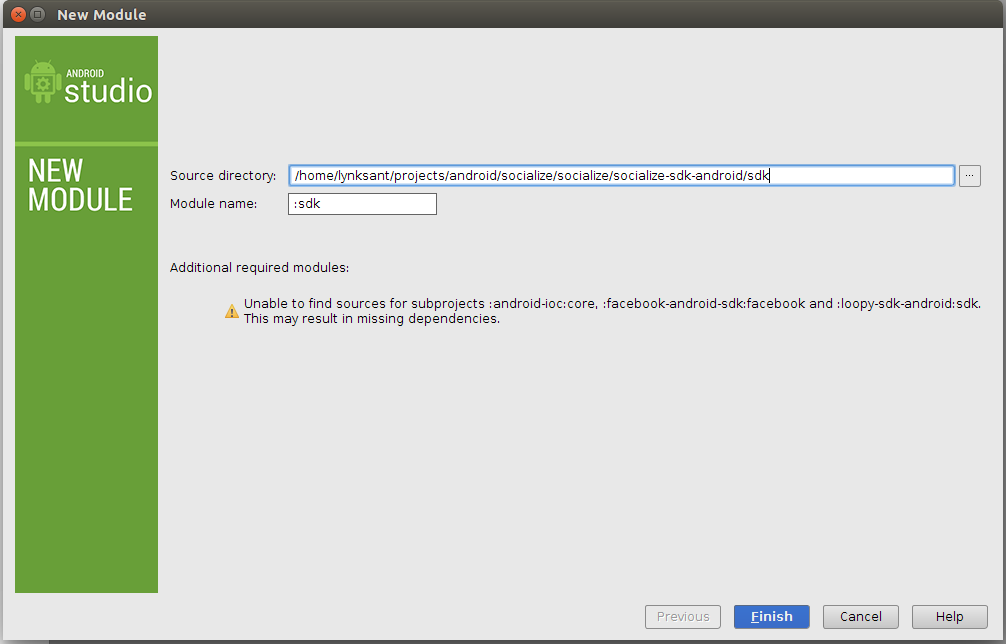 New Module
ANDROID
studio
NEW
MODULE
Source directory: /home/lynksant/projects/android/socialize/socialize/socialize-sdk-android/sdk ...
Module name: :sdk
Additional required modules:
Unable to find sources for subprojects :android-ioc:core, :facebook-android-sdk:facebook and :loopy-sdk-android:sdk.
This may result in missing dependencies.
Previous Finish Cancel Help